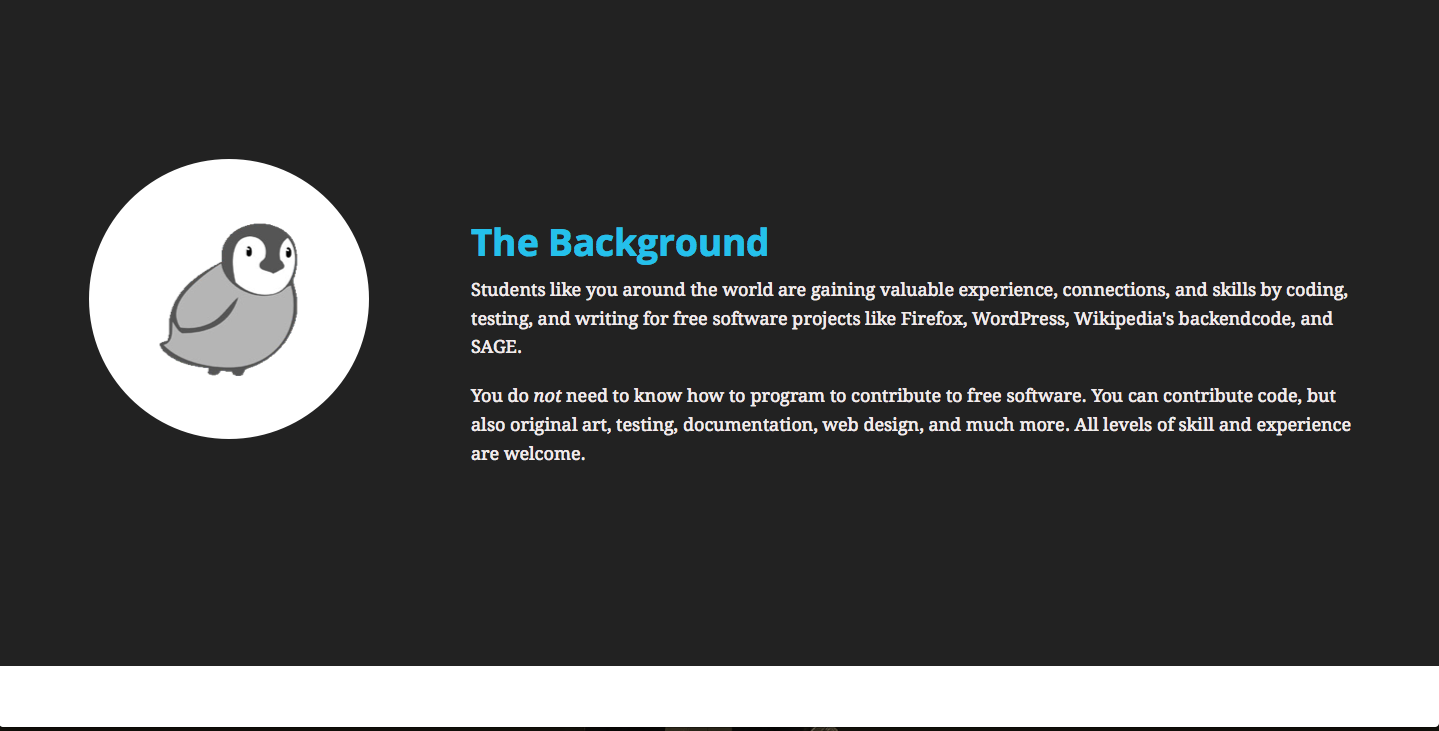 The Background
Students like you around the world are gaining valuable experience, connections, and skills by coding,
testing, and writing for free software projects like Firefox, WordPress, Wikipedia's backendcode, and
SAGE.
You do not need to know how to program to contribute to free software. You can contribute code, but
also original art, testing, documentation, web design, and much more. All levels of skill and experience
are welcome.